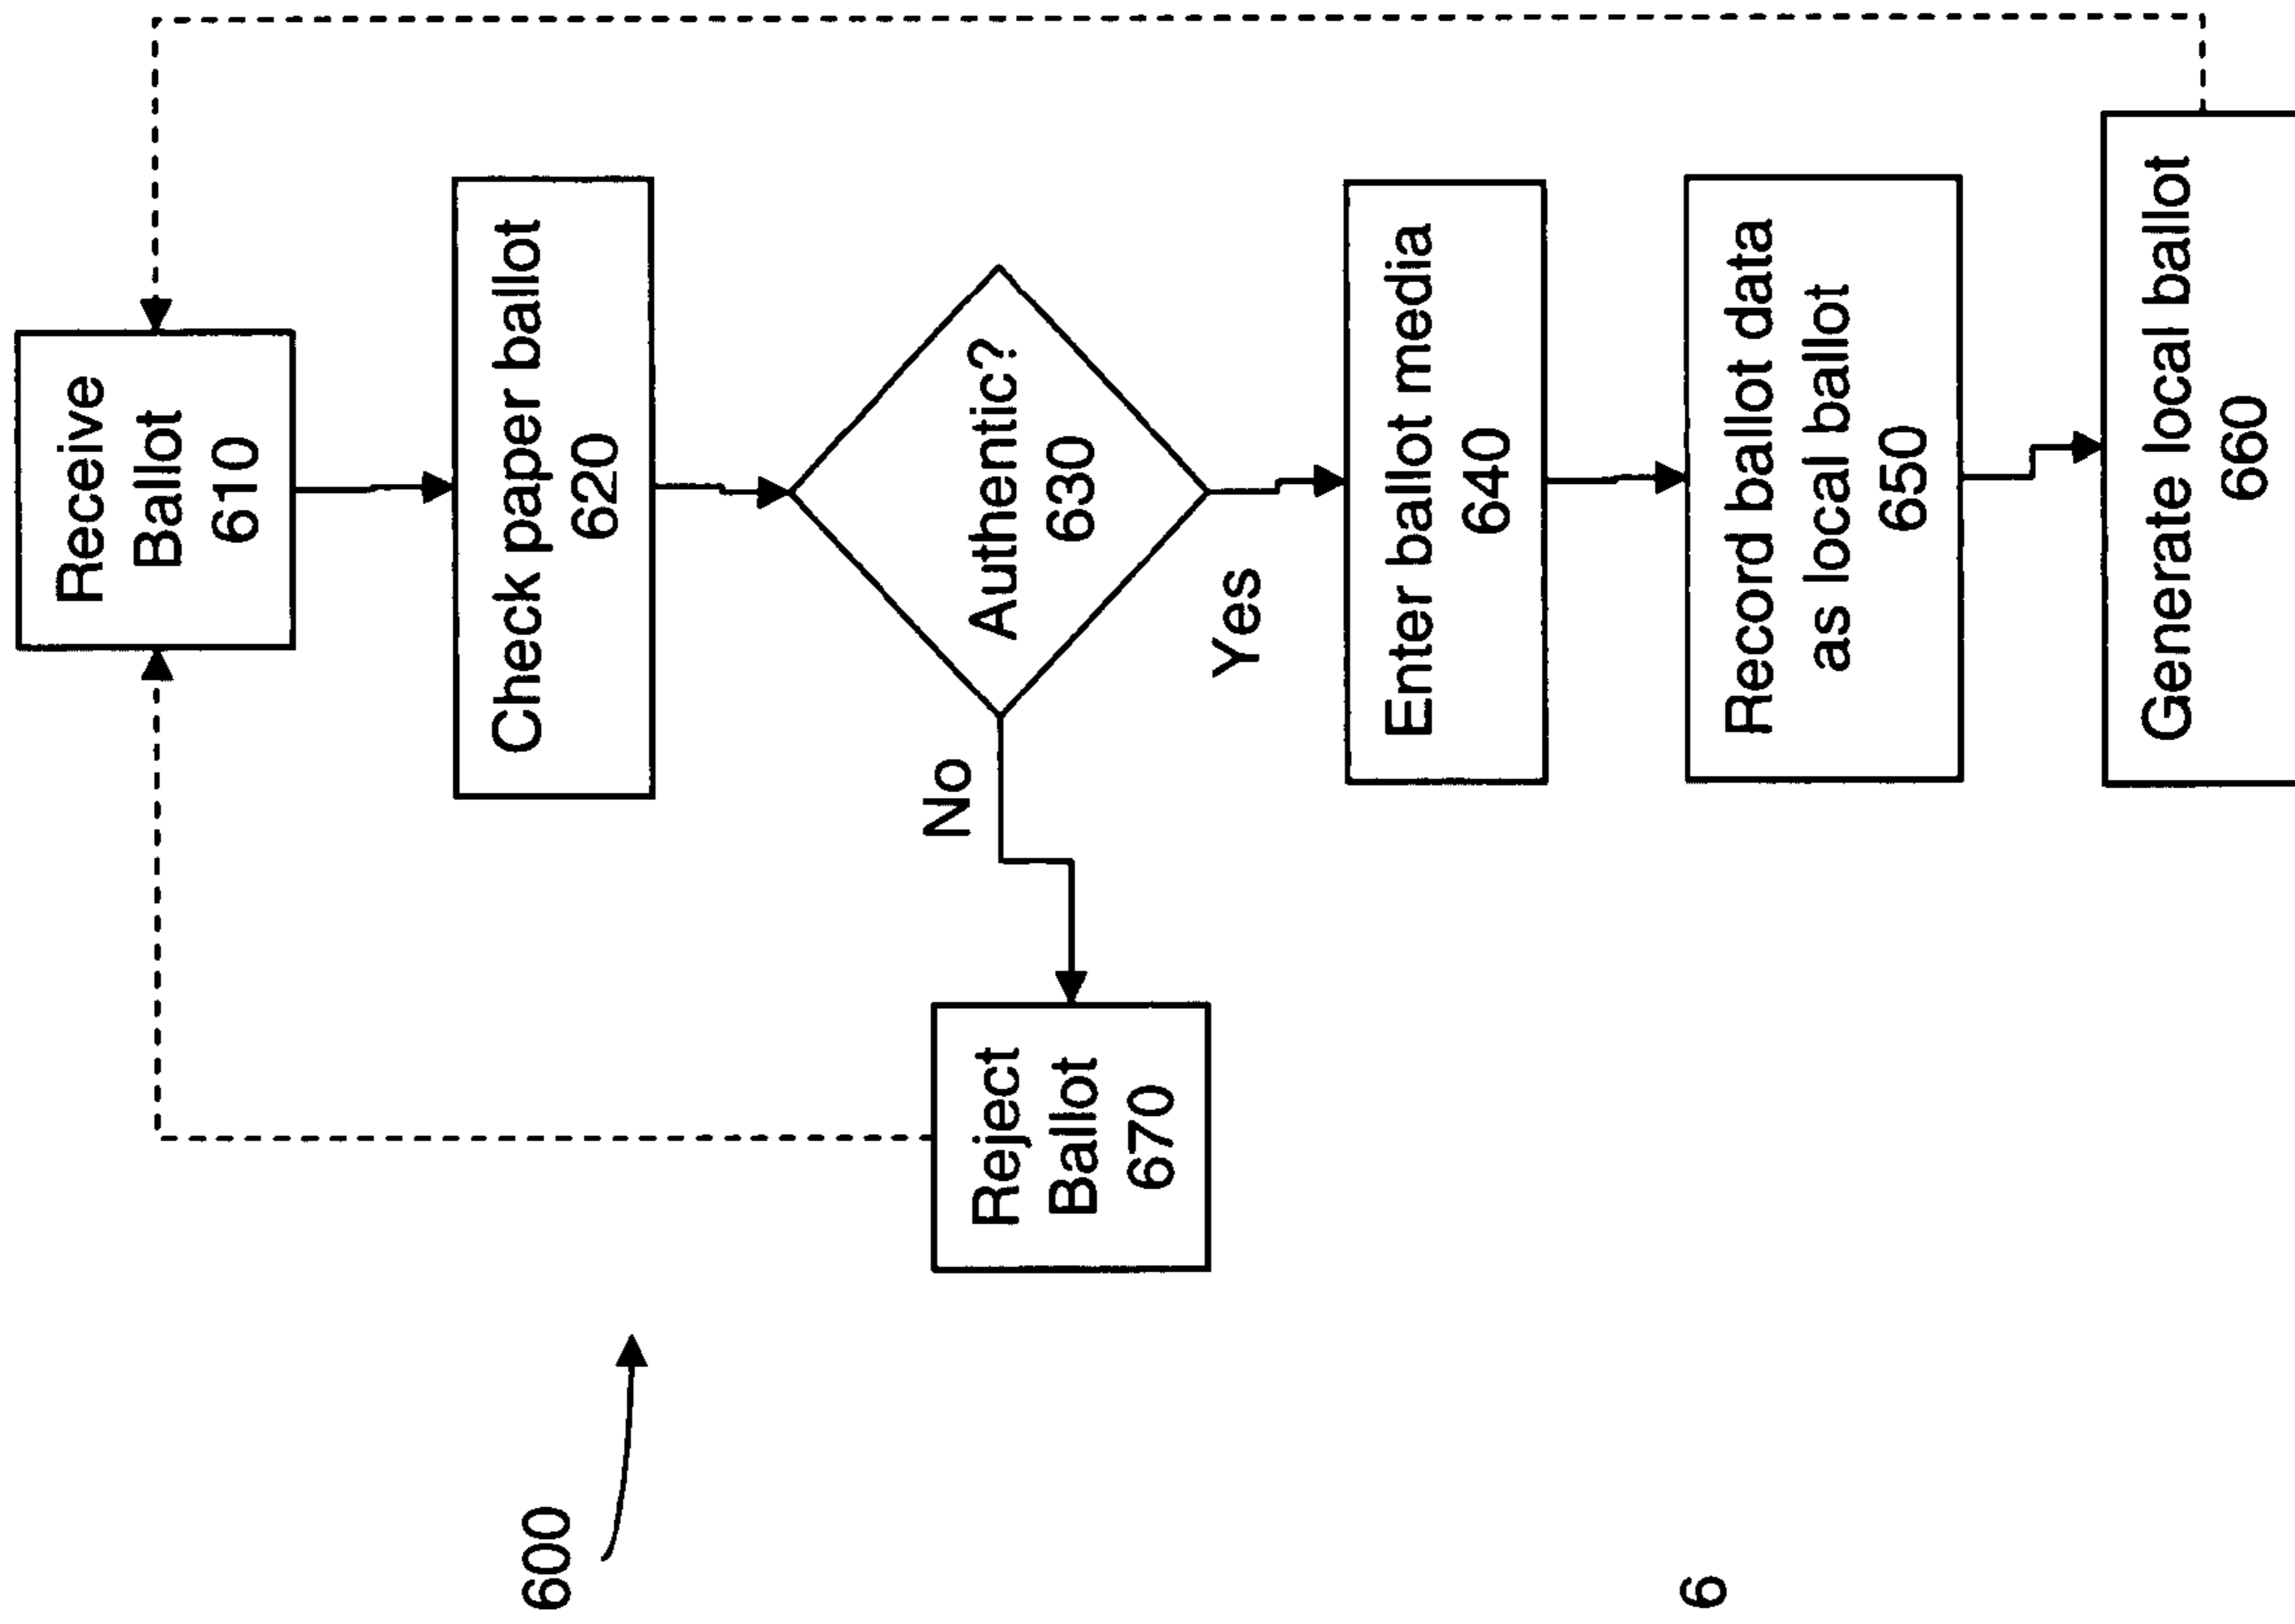 Receive
Ballot
610
Check paper ballot
620
Authentic?
630
No
Yes
Reject
Ballot
670
Enter ballot media
640
Record ballot data
as local ballot
650
Generate local ballot
660
600
6